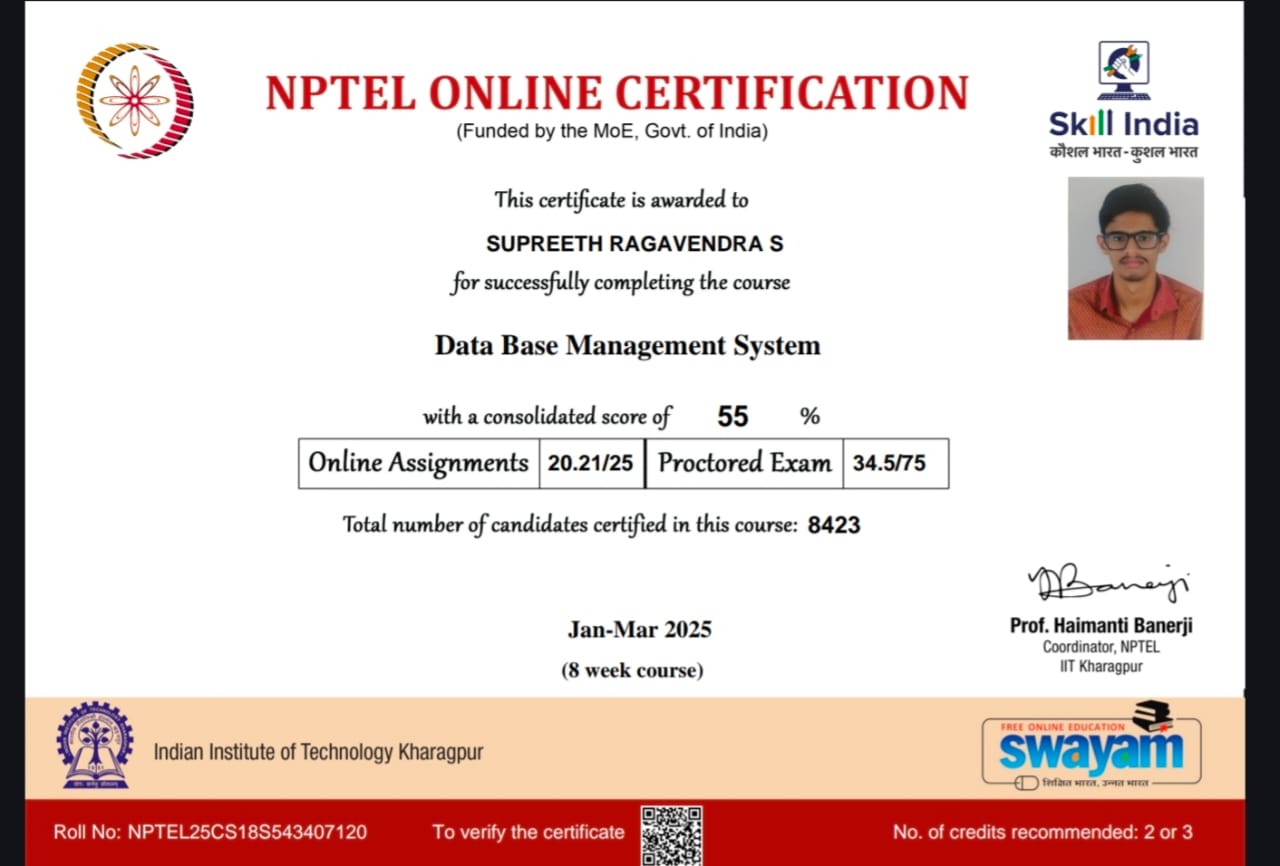 NPTEL ONLINE CERTIFICATION
(Funded by the MoE, Govt. of India)
Skill India
कौशल भारत-कुशल भारत
This certificate is awarded to
SUPREETH RAGAVENDRA S
for successfully completing the course
Data Base Management System
with a consolidated score of 55 %
Online Assignments 20.21/25 Proctored Exam 34.5/75
Total number of candidates certified in this course: 8423
Jan-Mar 2025
(8 week course)
Prof. Haimanti Banerji
Coordinator, NPTEL
IIT Kharagpur
Indian Institute of Technology Kharagpur
FREE ONLINE EDUCATION
swayam
शिक्षित भारत, उन्नत भारत
Roll No: NPTEL25CS18S543407120 To verify the certificate No. of credits recommended: 2 or 3